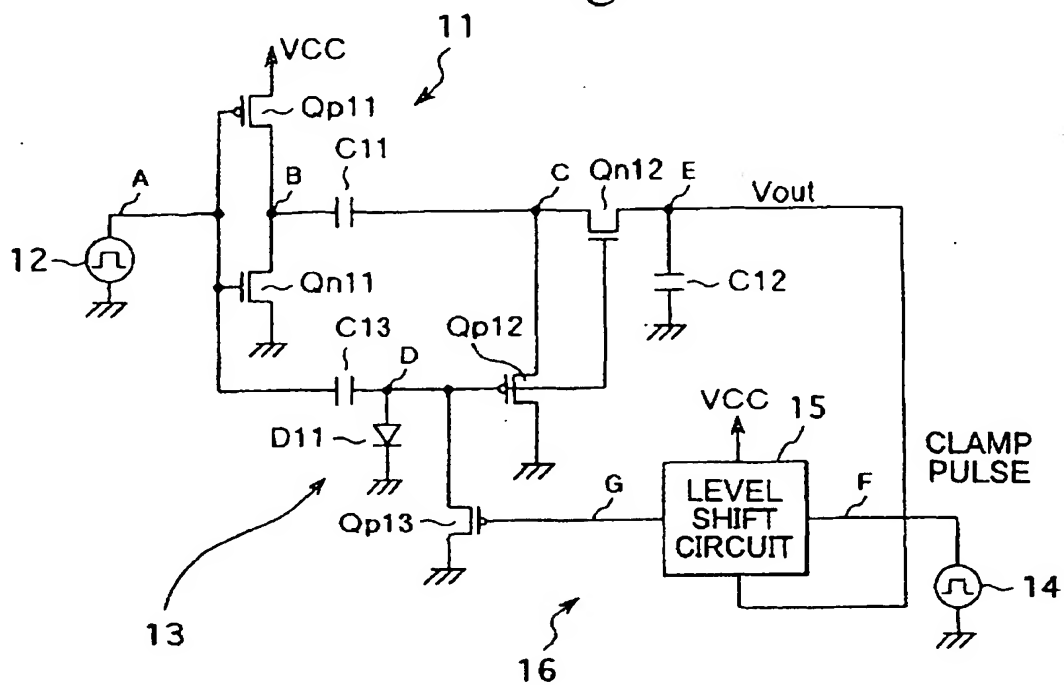 11
VCC
Qp11
C11
A
B
C
Qn12
E
Vout
12
Qn11
C12
C13
Qp12
D
VCC
15
D11
CLAMP
PULSE
LEVEL
SHIFT
CIRCUIT
G
F
Qp13
14
13
16